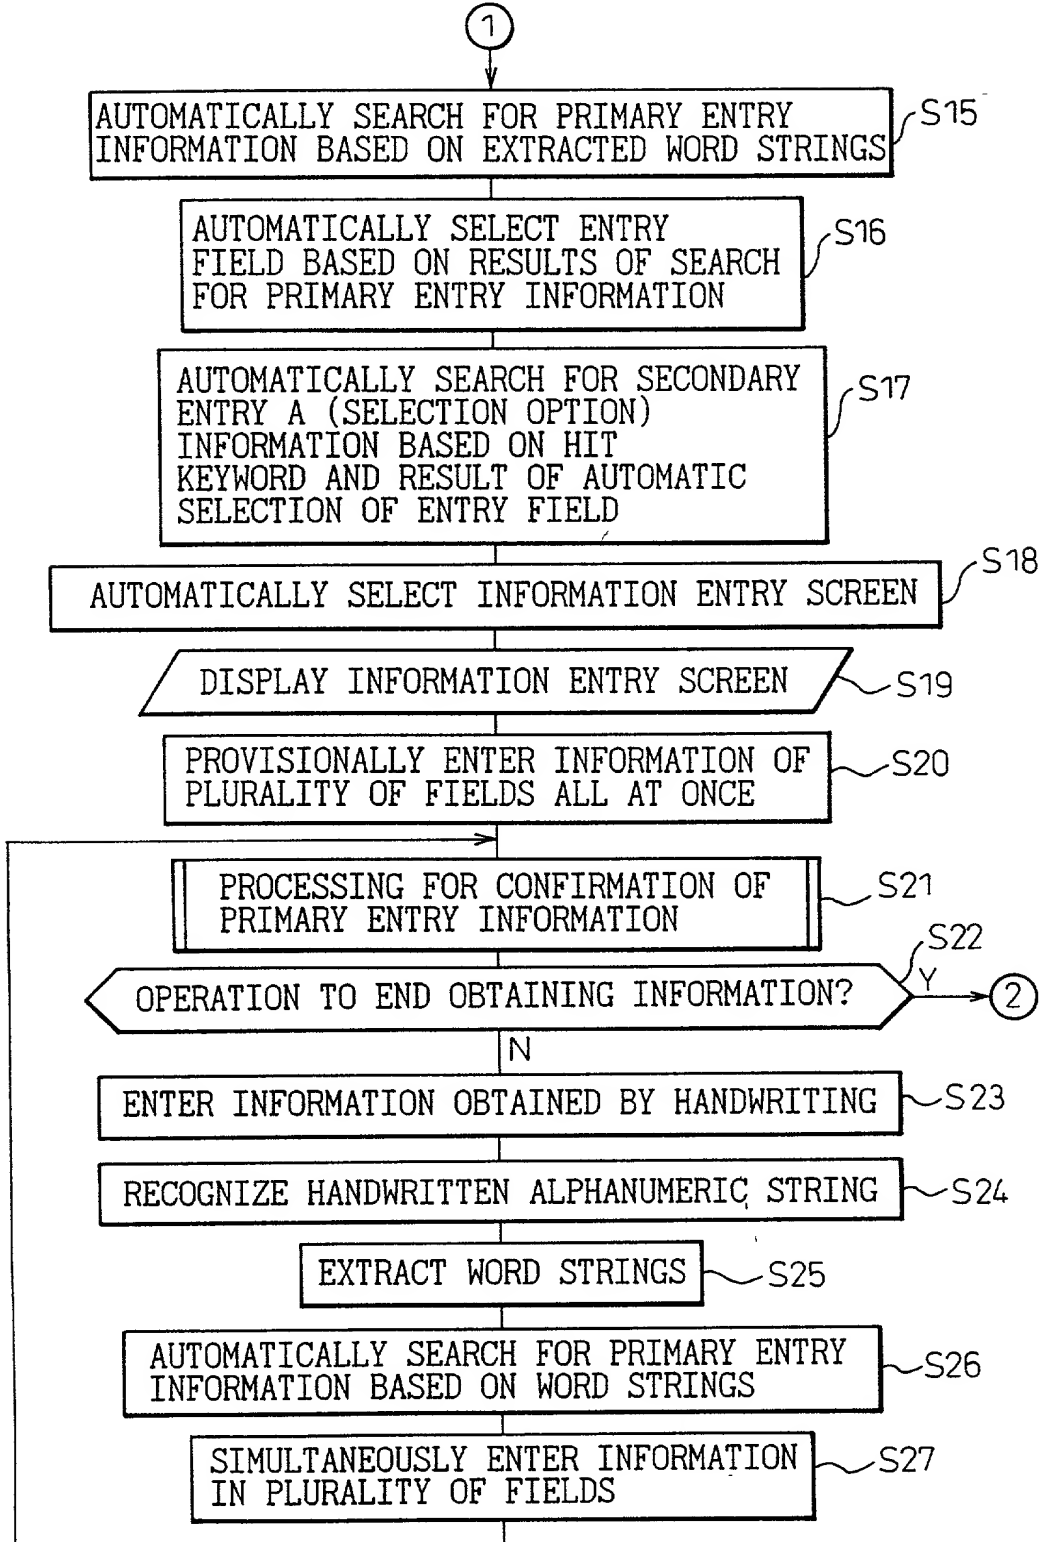 1
AUTOMATICALLY SEARCH FOR PRIMARY ENTRY
INFORMATION BASED ON EXTRACTED WORD STRINGS
S15
AUTOMATICALLY SELECT ENTRY
FIELD BASED ON RESULTS OF SEARCH
FOR PRIMARY ENTRY INFORMATION
S16
AUTOMATICALLY SEARCH FOR SECONDARY
ENTRY A (SELECTION OPTION)
INFORMATION BASED ON HIT
KEYWORD AND RESULT OF AUTOMATIC
SELECTION OF ENTRY FIELD
S17
AUTOMATICALLY SELECT INFORMATION ENTRY SCREEN
S18
DISPLAY INFORMATION ENTRY SCREEN
S19
PROVISIONALLY ENTER INFORMATION OF
PLURALITY OF FIELDS ALL AT ONCE
S20
PROCESSING FOR CONFIRMATION OF
PRIMARY ENTRY INFORMATION
S21
OPERATION TO END OBTAINING INFORMATION?
S22
Y
2
N
ENTER INFORMATION OBTAINED BY HANDWRITING
S23
RECOGNIZE HANDWRITTEN ALPHANUMERIC STRING
S24
EXTRACT WORD STRINGS
S25
AUTOMATICALLY SEARCH FOR PRIMARY ENTRY
INFORMATION BASED ON WORD STRINGS
S26
SIMULTANEOUSLY ENTER INFORMATION
IN PLURALITY OF FIELDS
S27